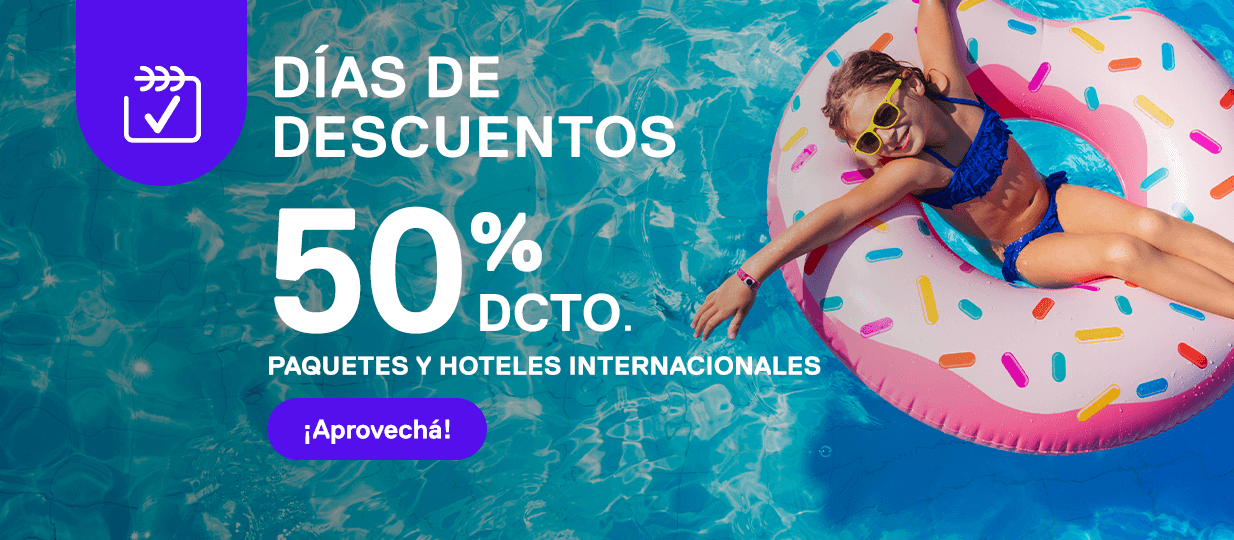 DÍAS DE
DESCUENTOS
50%
DCTO.
PAQUETES Y HOTELES INTERNACIONALES
¡Aprovechá!